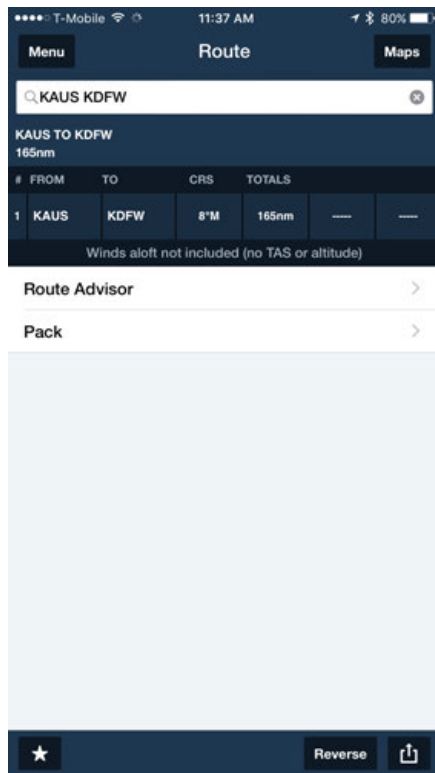 T-Mobile 11:37 AM 80%
Menu Route Maps
KAUS KDFW
KAUS TO KDFW
165nm
# FROM TO CRS TOTALS
1 KAUS KDFW 8°M 165nm ----- -----
Winds aloft not included (no TAS or altitude)
Route Advisor
Pack
Reverse